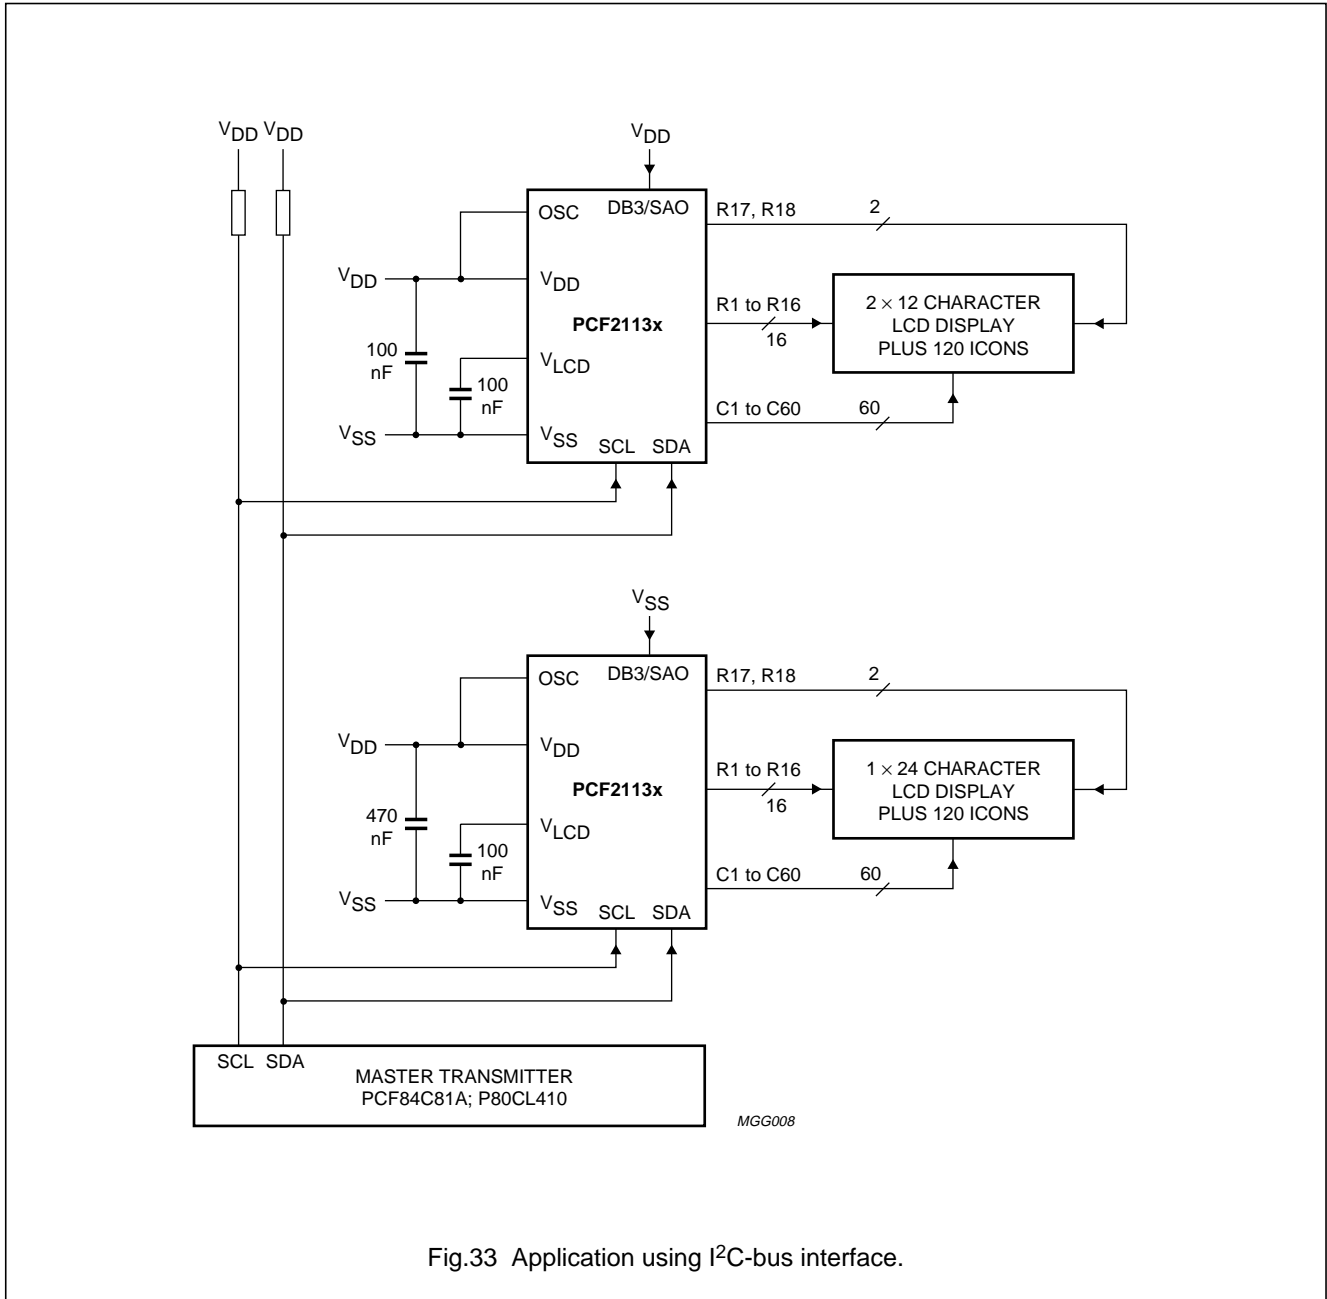 VDD VDD
VDD
OSC
DB3/SAO
R17, R18
2
VDD
VDD
PCF2113x
R1 to R16
16
2 × 12 CHARACTER
LCD DISPLAY
PLUS 120 ICONS
100
nF
VLCD
100
nF
C1 to C60
60
VSS
VSS
SCL SDA
VSS
OSC
DB3/SAO
R17, R18
2
VDD
VDD
PCF2113x
R1 to R16
16
1 × 24 CHARACTER
LCD DISPLAY
PLUS 120 ICONS
470
nF
VLCD
100
nF
C1 to C60
60
VSS
VSS
SCL SDA
SCL SDA
MASTER TRANSMITTER
PCF84C81A; P80CL410
MGG008
Fig.33 Application using I²C-bus interface.